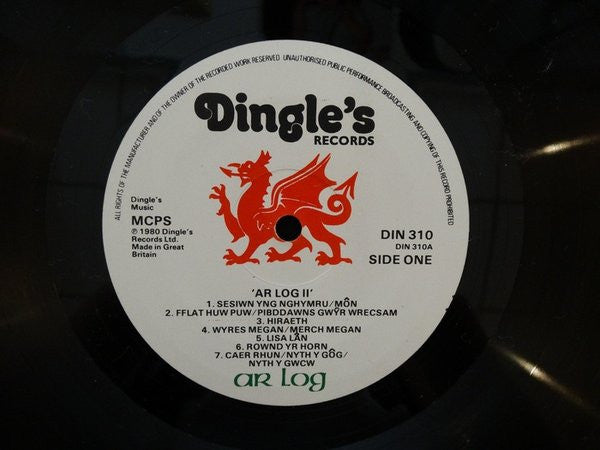 ALL RIGHTS OF THE MANUFACTURER AND OF THE OWNER OF THE RECORDED WORK RESERVED UNAUTHORISED PUBLIC PERFORMANCE BROADCASTING AND COPYING OF THIS RECORD PROHIBITED
Dingle's
RECORDS
Dingle's
Music
MCPS
℗ 1980 Dingle's
Records Ltd.
Made in Great
Britain
DIN 310
DIN 310A
SIDE ONE
'AR LOG II'
1. SESIWN YNG NGHYMRU/MÔN
2. FFLAT HUW PUW/PIBDDAWNS GWŶR WRECSAM
3. HIRAETH
4. WYRES MEGAN/MERCH MEGAN
5. LISA LÂN
6. ROWND YR HORN
7. CAER RHUN/NYTH Y GÔG/
NYTH Y GWCW
aR LOg